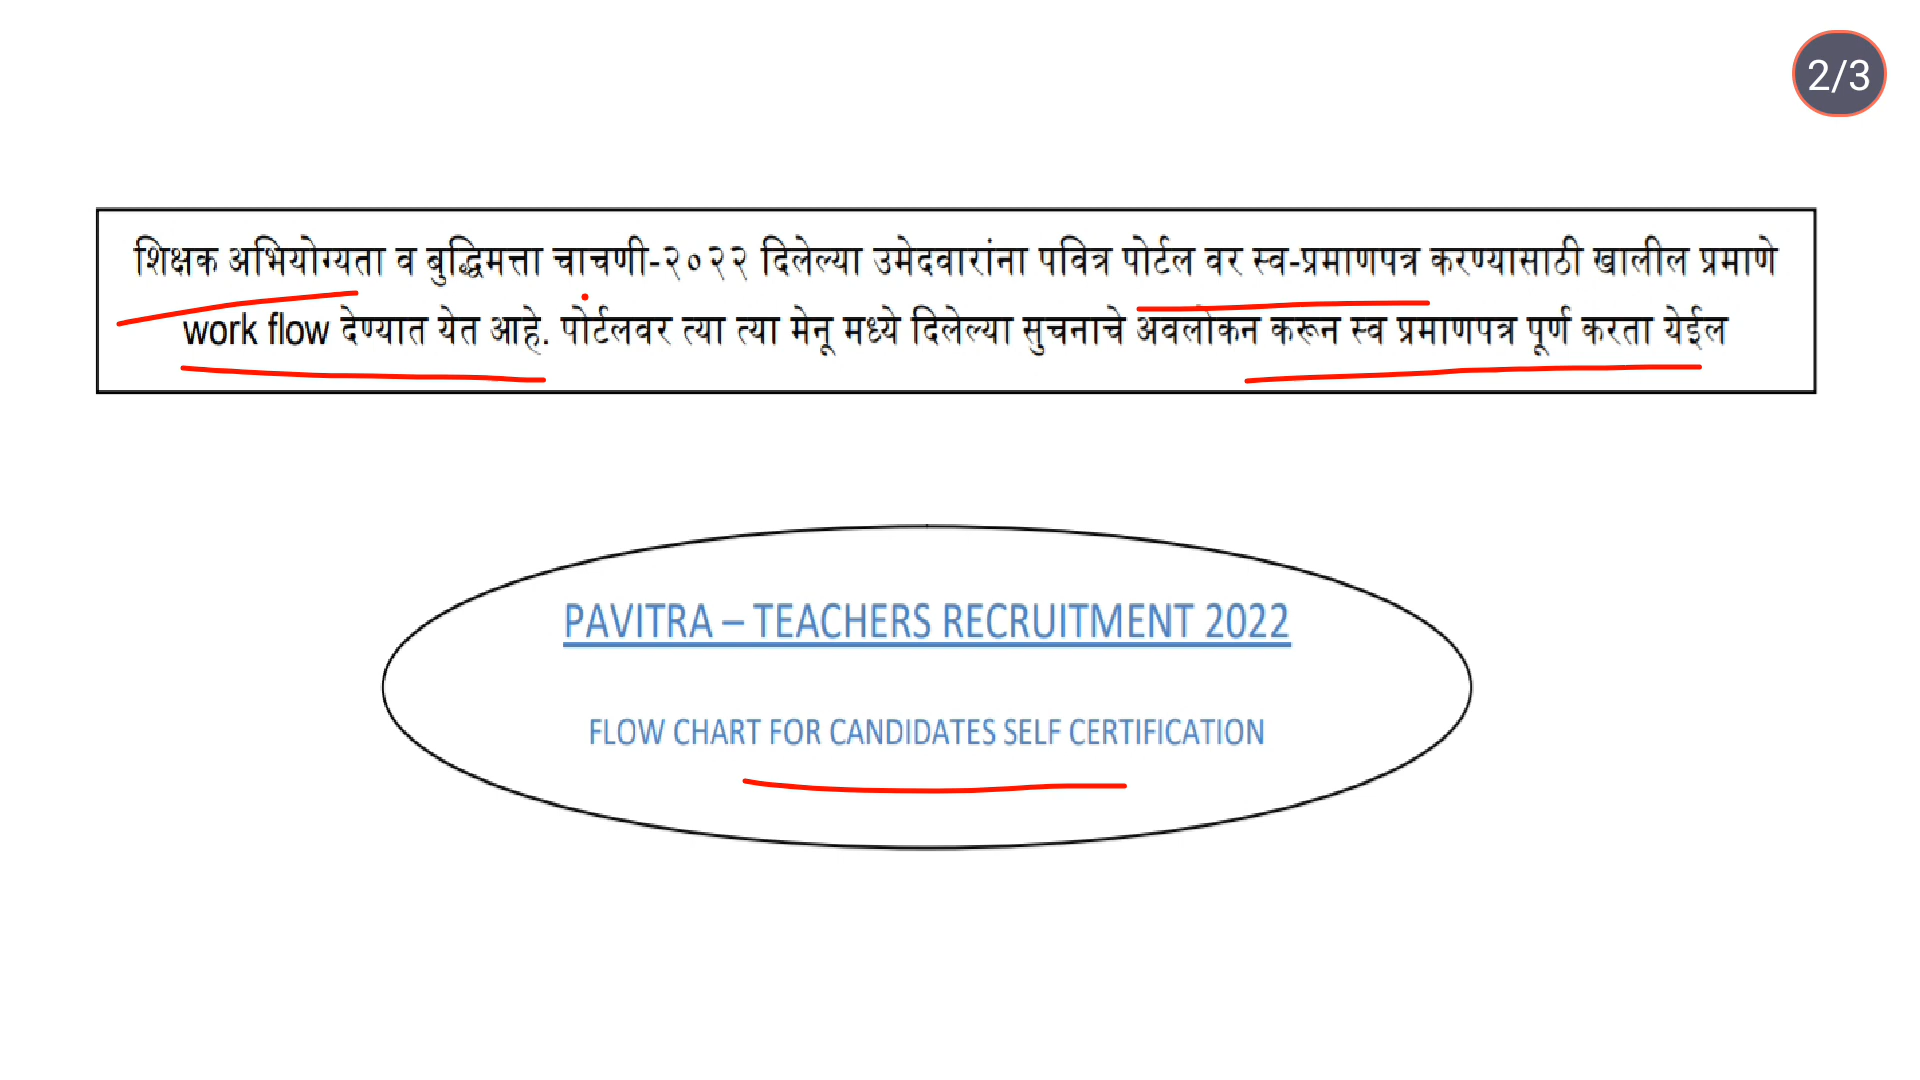 2/3
शिक्षक अभियोग्यता व बुद्धिमत्ता चाचणी-२०२२ दिलेल्या उमेदवारांना पवित्र पोर्टल वर स्व-प्रमाणपत्र करण्यासाठी खालील प्रमाणे
work flow देण्यात येत आहे. पोर्टलवर त्या त्या मेनू मध्ये दिलेल्या सुचनाचे अवलोकन करून स्व प्रमाणपत्र पूर्ण करता येईल
PAVITRA – TEACHERS RECRUITMENT 2022
FLOW CHART FOR CANDIDATES SELF CERTIFICATION